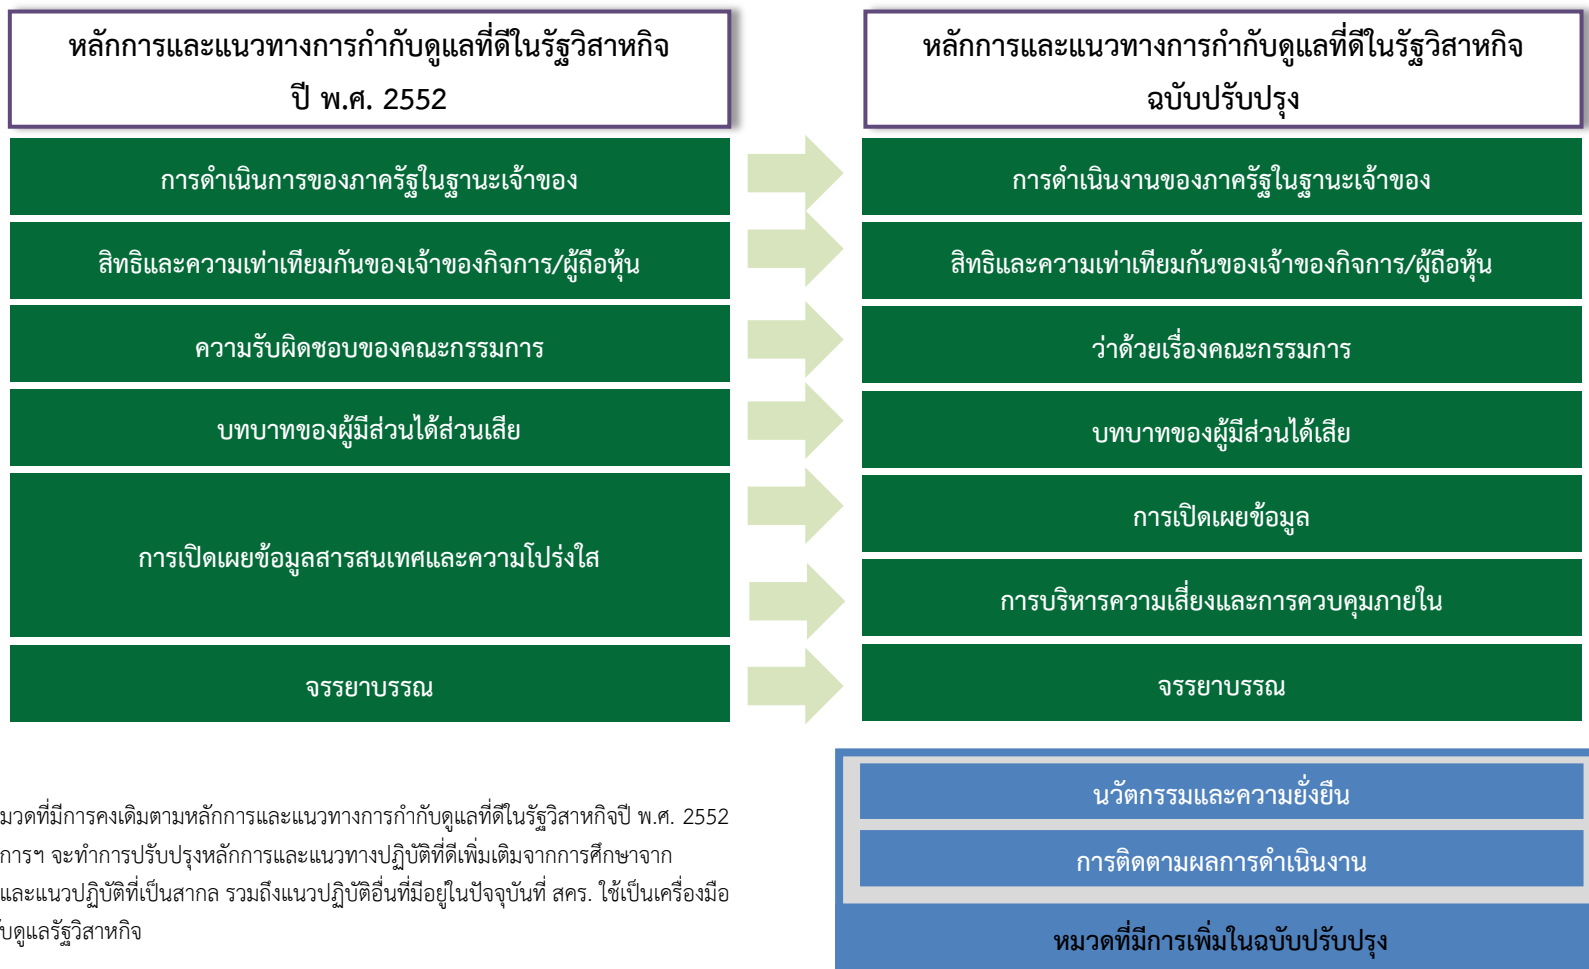 หลักการและแนวทางการกำกับดูแลที่ดีในรัฐวิสาหกิจ
ปี พ.ศ. 2552
การดำเนินการของภาครัฐในฐานะเจ้าของ
สิทธิและความเท่าเทียมกันของเจ้าของกิจการ/ผู้ถือหุ้น
ความรับผิดชอบของคณะกรรมการ
บทบาทของผู้มีส่วนได้ส่วนเสีย
การเปิดเผยข้อมูลสารสนเทศและความโปร่งใส
จรรยาบรรณ
หลักการและแนวทางการกำกับดูแลที่ดีในรัฐวิสาหกิจ
ฉบับปรับปรุง
การดำเนินงานของภาครัฐในฐานะเจ้าของ
สิทธิและความเท่าเทียมกันของเจ้าของกิจการ/ผู้ถือหุ้น
ว่าด้วยเรื่องคณะกรรมการ
บทบาทของผู้มีส่วนได้เสีย
การเปิดเผยข้อมูล
การบริหารความเสี่ยงและการควบคุมภายใน
จรรยาบรรณ
นวัตกรรมและความยั่งยืน
การติดตามผลการดำเนินงาน
หมวดที่มีการเพิ่มในฉบับปรับปรุง
มวดที่มีการคงเดิมตามหลักการและแนวทางการกำกับดูแลที่ดีในรัฐวิสาหกิจปี พ.ศ. 2552
การฯ จะทำการปรับปรุงหลักการและแนวทางปฏิบัติที่ดีเพิ่มเติมจากการศึกษาจาก
และแนวปฏิบัติที่เป็นสากล รวมถึงแนวปฏิบัติอื่นที่มีอยู่ในปัจจุบันที่ สคร. ใช้เป็นเครื่องมือ
ับดูแลรัฐวิสาหกิจ